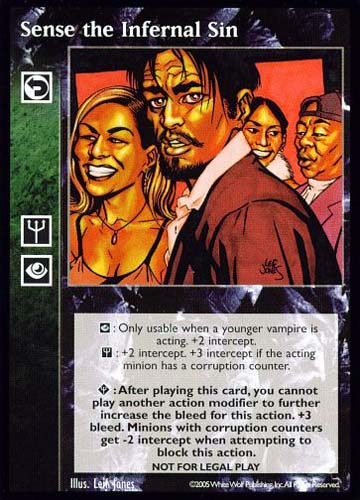 Sense the Infernal Sin
LEIF
JONES
: Only usable when a younger vampire is
acting. +2 intercept.
: +2 intercept. +3 intercept if the acting
minion has a corruption counter.
: After playing this card, you cannot
play another action modifier to further
increase the bleed for this action. +3
bleed. Minions with corruption counters
get -2 intercept when attempting to
block this action.
NOT FOR LEGAL PLAY
Illus. Leif Jones
©2005 White Wolf Publishing, Inc. All Rights Reserved.